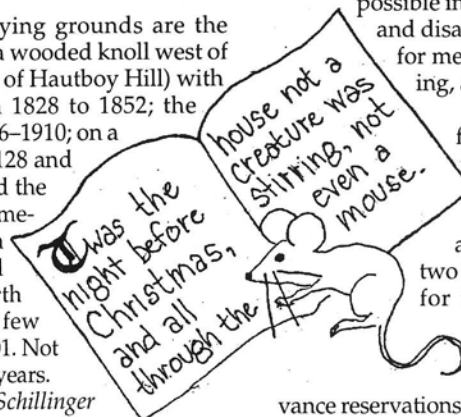 ying grounds are the
a wooded knoll west of
of Hautboy Hill) with
1828 to 1852; the
6–1910; on a
128 and
d the
me-
rth
few
01. Not
years.
Schillinger
Twas the
night before
Christmas,
and all
through the
house not a
creature was
stirring, not
even a
mouse.
possible in
and disa
for me
ing, a
f
a
two
for
vance reservations